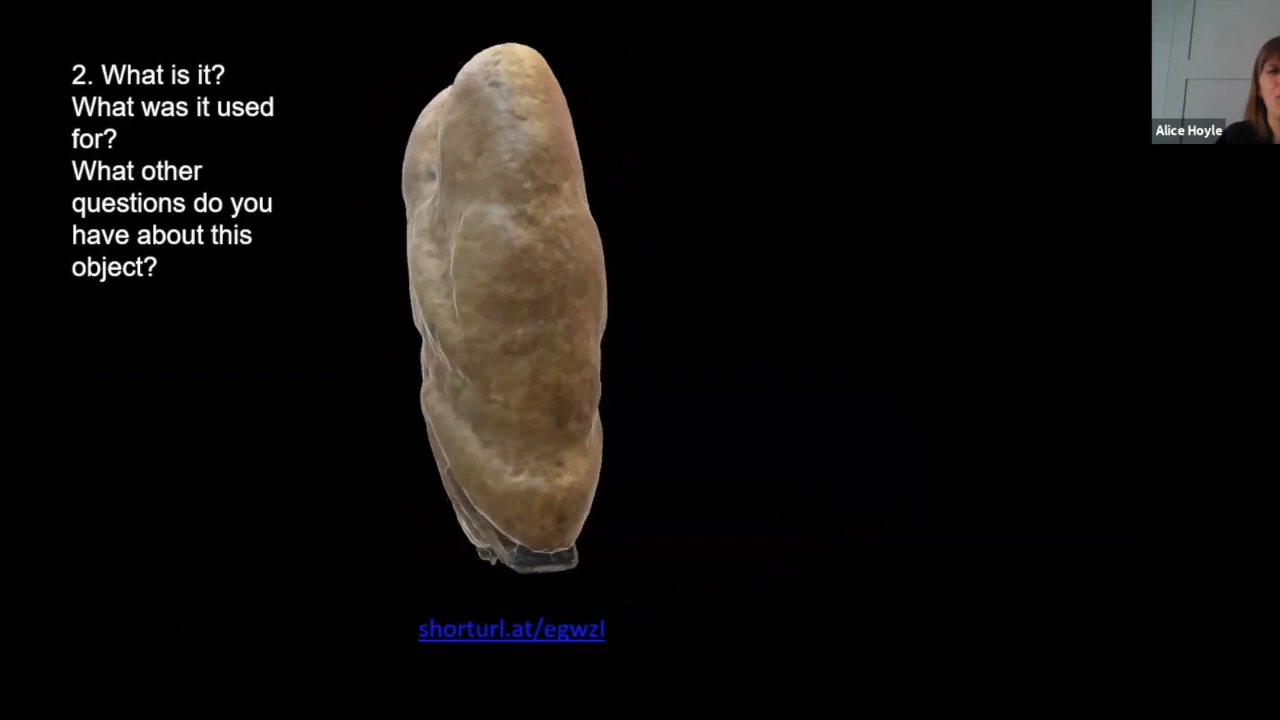 2. What is it?
What was it used
for?
What other
questions do you
have about this
object?
Alice Hoyle
shorturl.at/egwzl